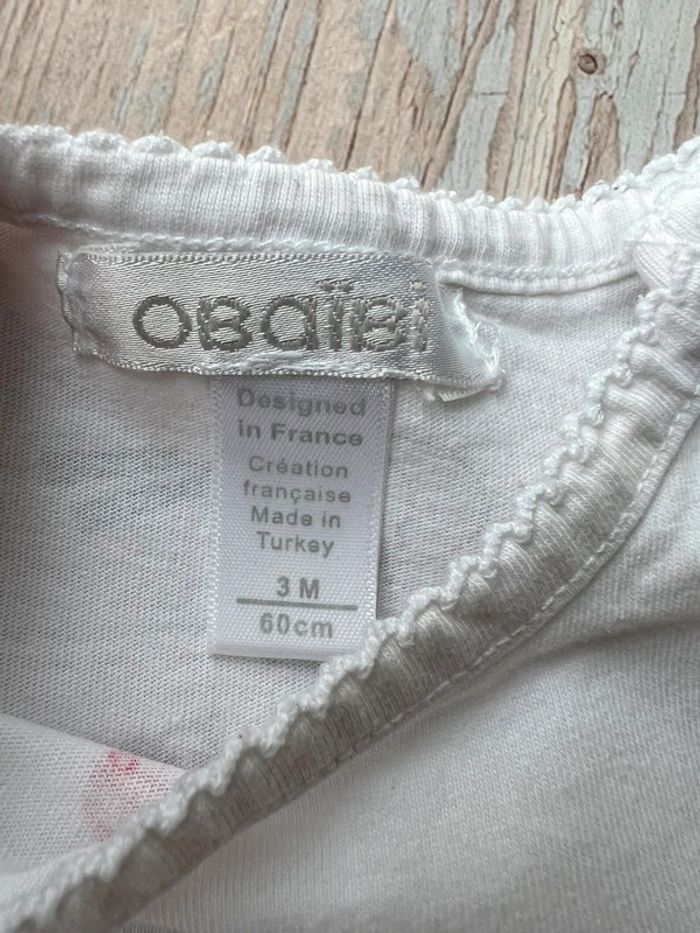 OBaïBi
Designed
in France
Création
française
Made in
Turkey
3 M
60cm